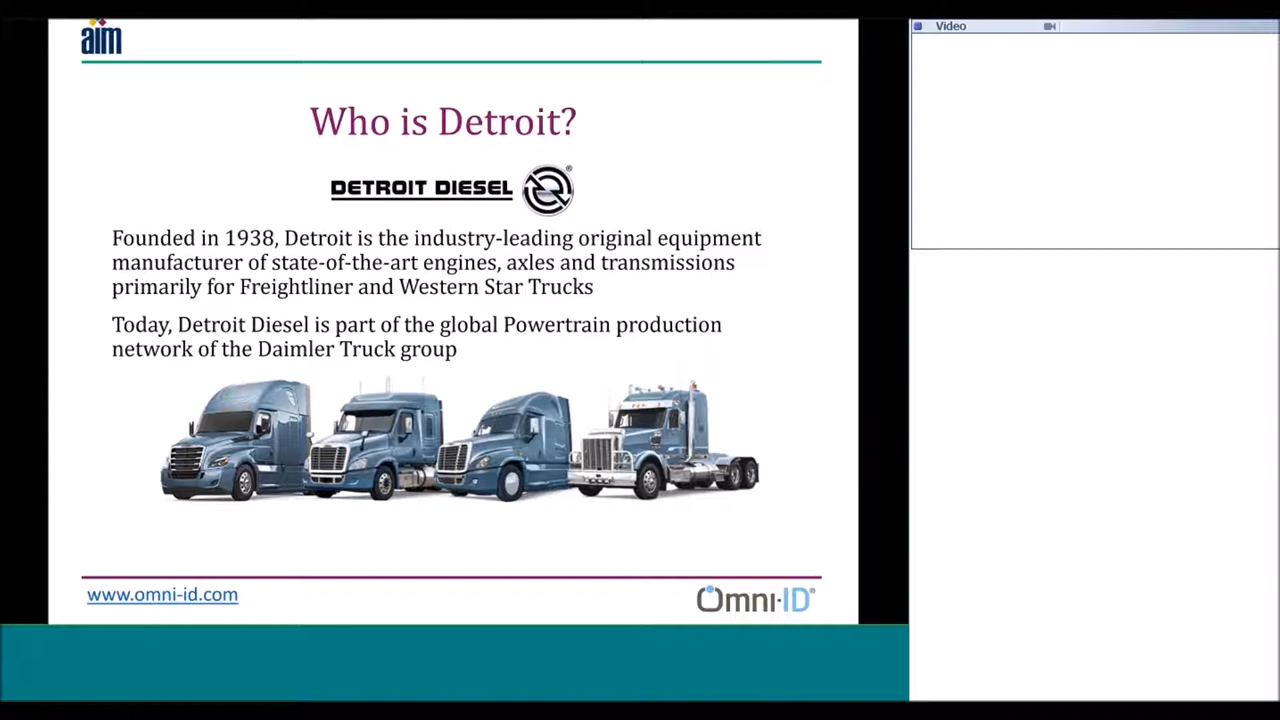 aim
Video
Who is Detroit?
DETROIT DIESEL ®
Founded in 1938, Detroit is the industry-leading original equipment
manufacturer of state-of-the-art engines, axles and transmissions
primarily for Freightliner and Western Star Trucks
Today, Detroit Diesel is part of the global Powertrain production
network of the Daimler Truck group
www.omni-id.com
Omni-ID®